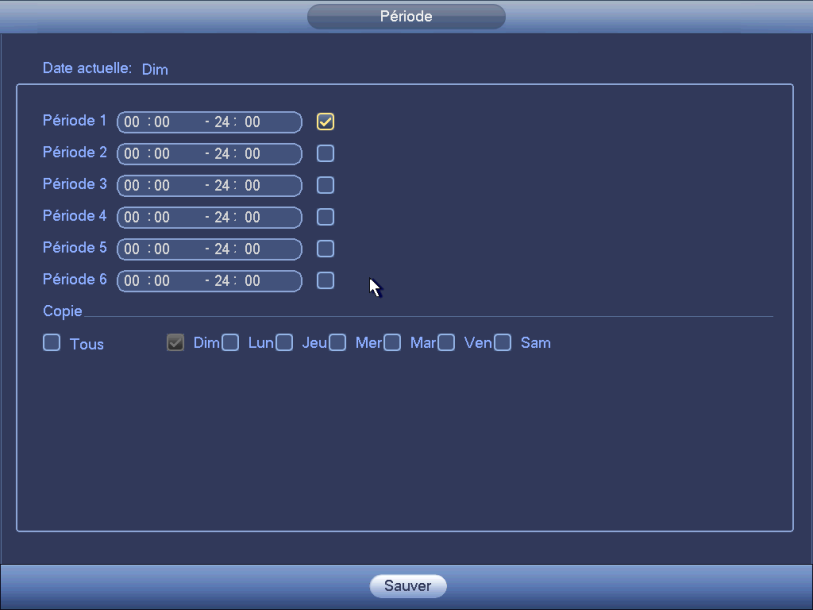 Période
Date actuelle: Dim
Période 1 00 : 00 - 24 : 00
Période 2 00 : 00 - 24 : 00
Période 3 00 : 00 - 24 : 00
Période 4 00 : 00 - 24 : 00
Période 5 00 : 00 - 24 : 00
Période 6 00 : 00 - 24 : 00
Copie
Tous Dim Lun Jeu Mer Mar Ven Sam
Sauver